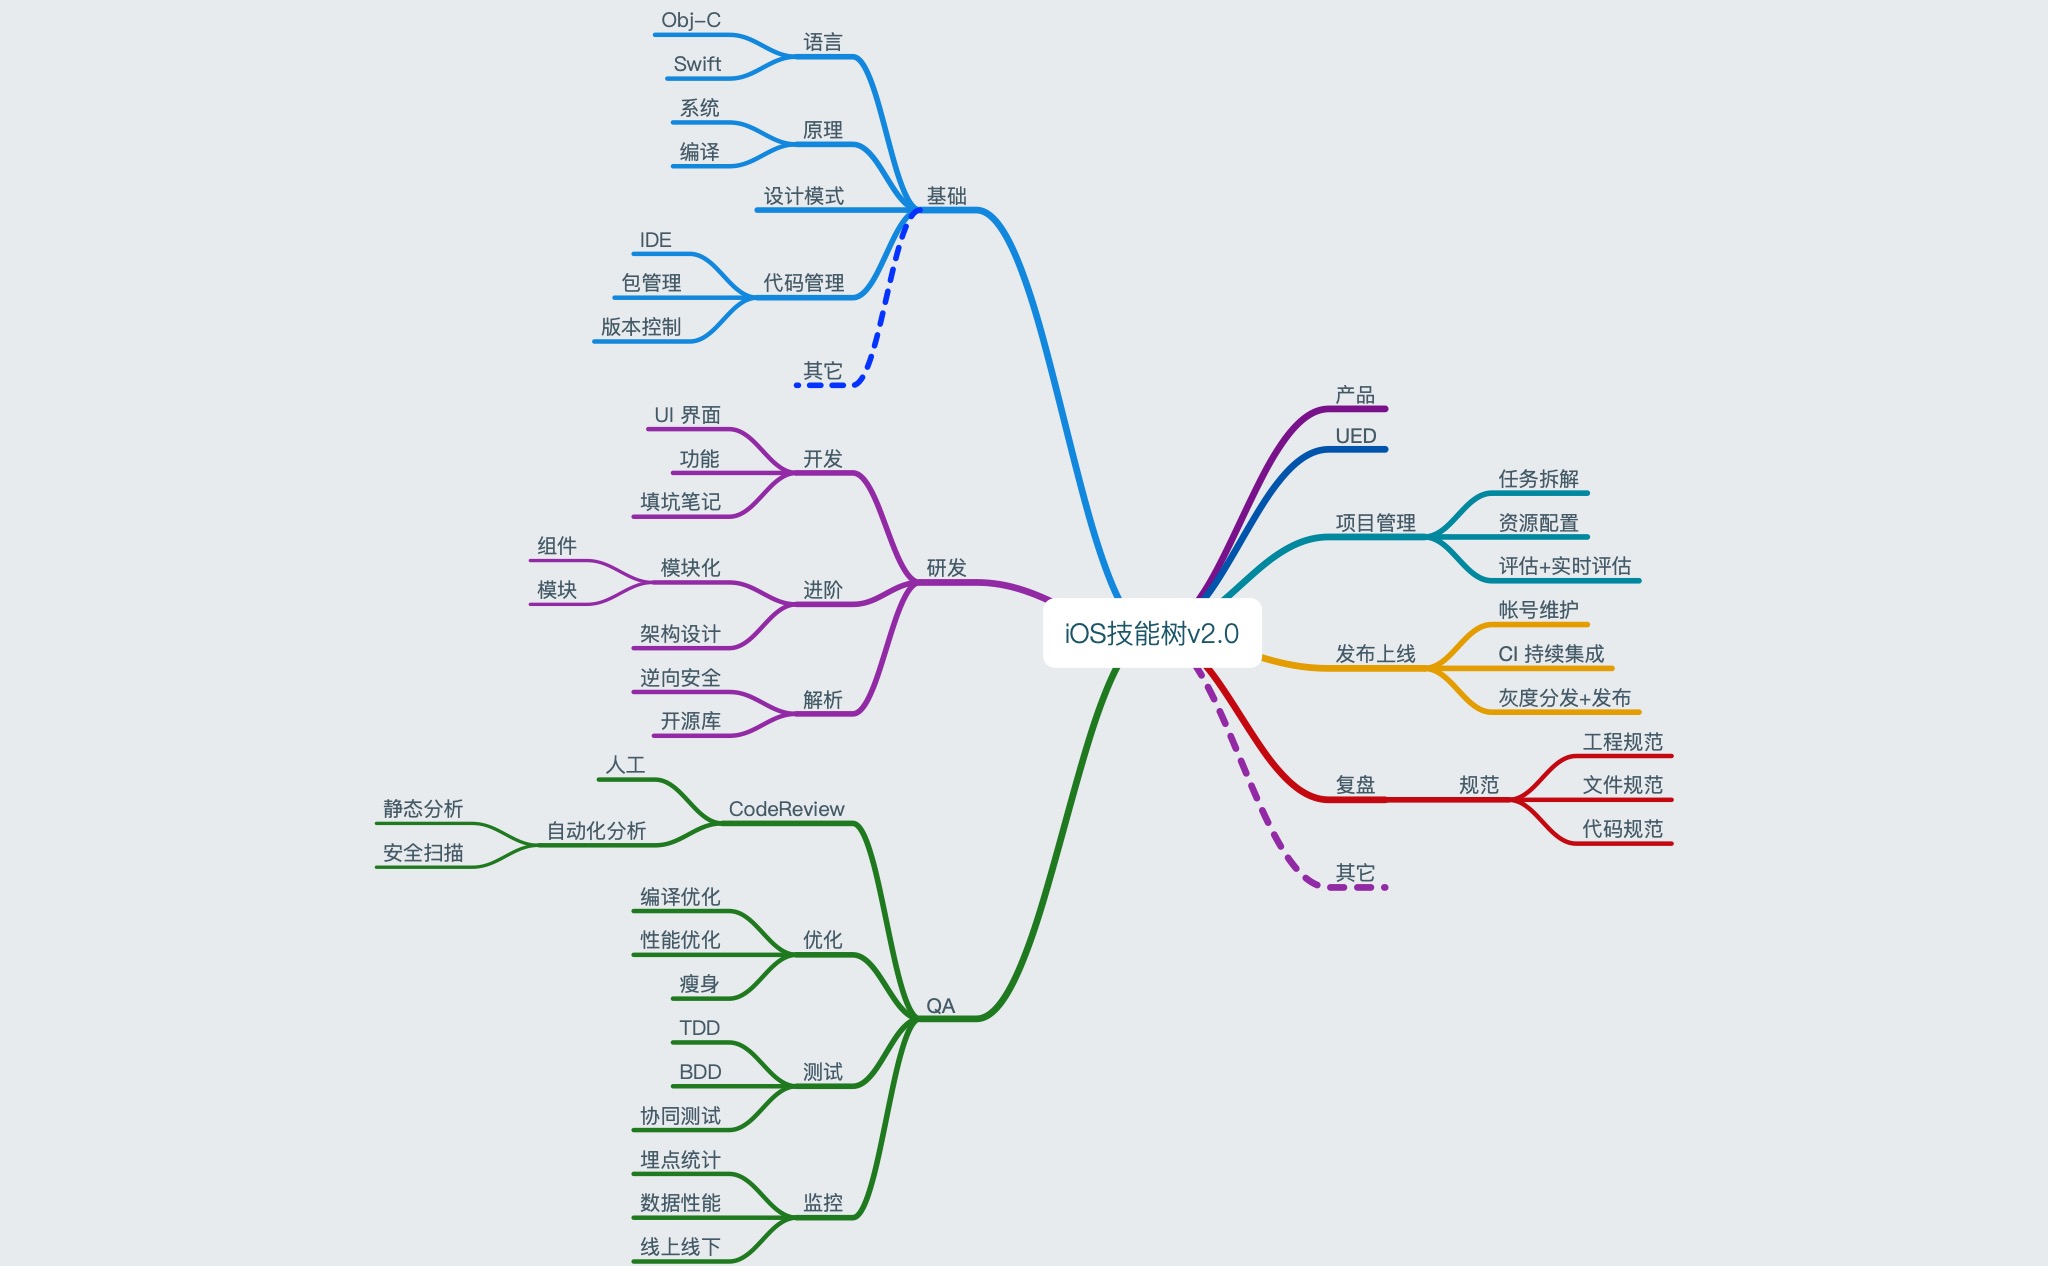 iOS技能树v2.0
基础
语言
Obj-C
Swift
原理
系统
编译
设计模式
代码管理
IDE
包管理
版本控制
其它
研发
开发
UI 界面
功能
填坑笔记
进阶
模块化
组件
模块
架构设计
解析
逆向安全
开源库
QA
CodeReview
人工
自动化分析
静态分析
安全扫描
优化
编译优化
性能优化
瘦身
测试
TDD
BDD
协同测试
监控
埋点统计
数据性能
线上线下
产品
UED
项目管理
任务拆解
资源配置
评估+实时评估
发布上线
帐号维护
CI 持续集成
灰度分发+发布
复盘
规范
工程规范
文件规范
代码规范
其它